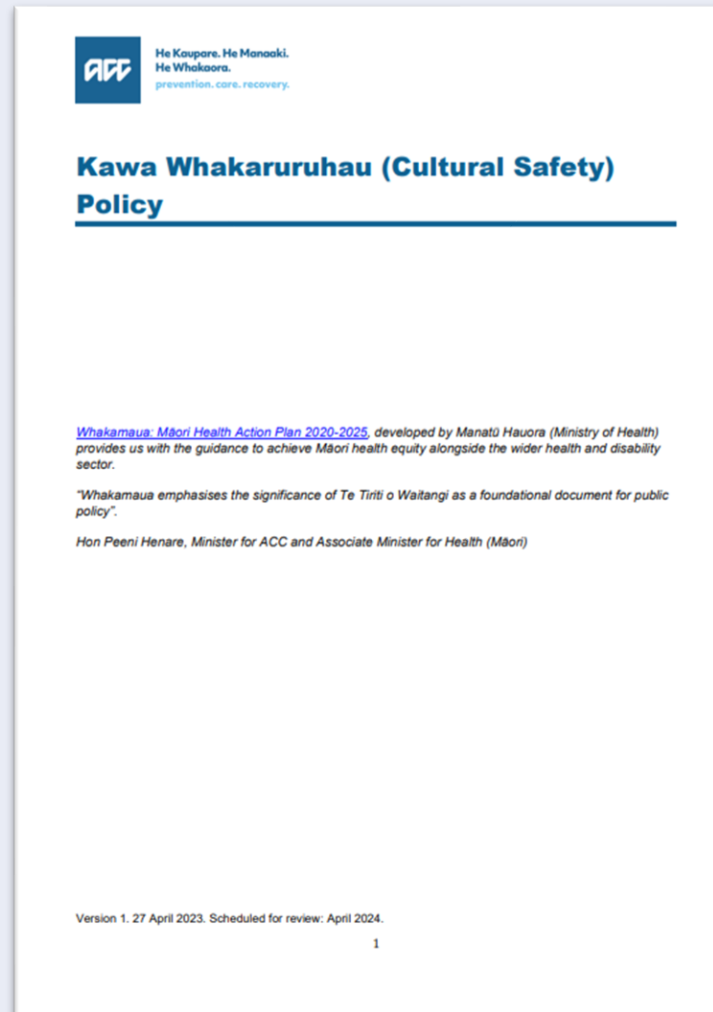 acc
He Kaupare. He Manaaki.
He Whakaora.
prevention. care. recovery.
Kawa Whakaruruhau (Cultural Safety)
Policy
Whakamaua: Māori Health Action Plan 2020-2025, developed by Manatū Hauora (Ministry of Health)
provides us with the guidance to achieve Māori health equity alongside the wider health and disability
sector.
“Whakamaua emphasises the significance of Te Tiriti o Waitangi as a foundational document for public
policy”.
Hon Peeni Henare, Minister for ACC and Associate Minister for Health (Māori)
Version 1. 27 April 2023. Scheduled for review: April 2024.
1